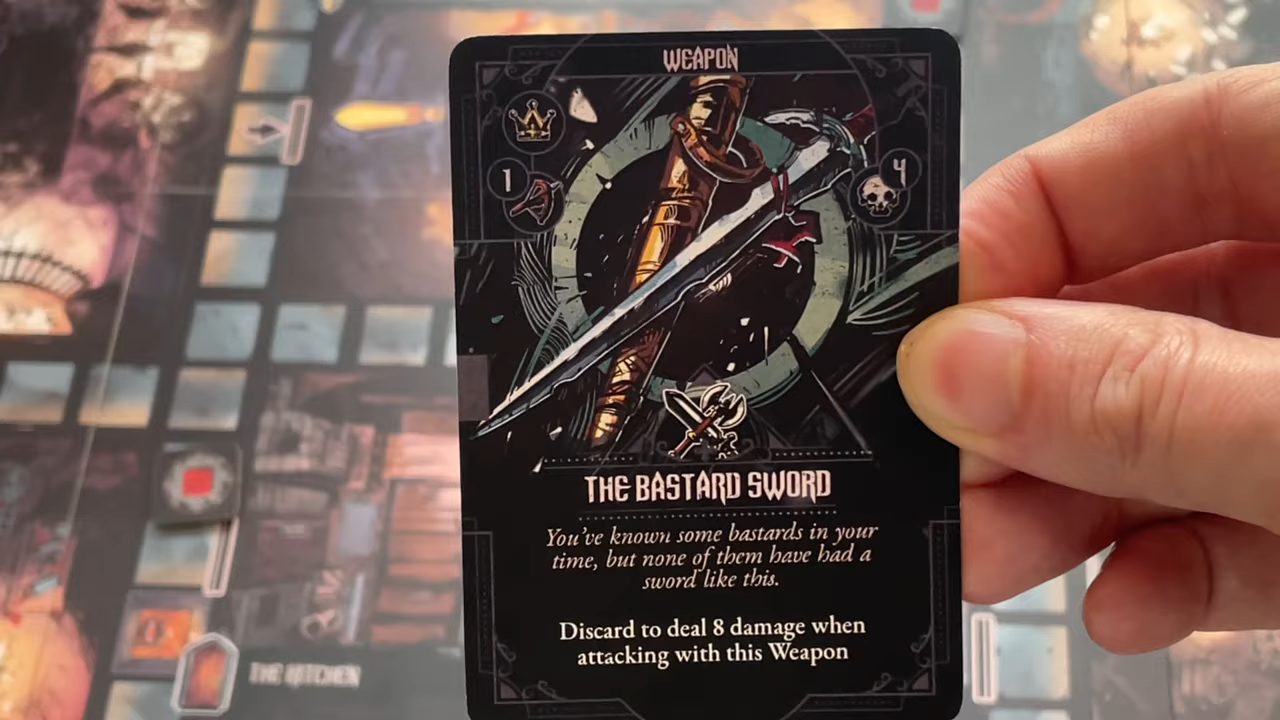 WEAPON
1
4
THE BASTARD SWORD
You've known some bastards in your
time, but none of them have had a
sword like this.
Discard to deal 8 damage when
attacking with this Weapon
THE KITCHEN